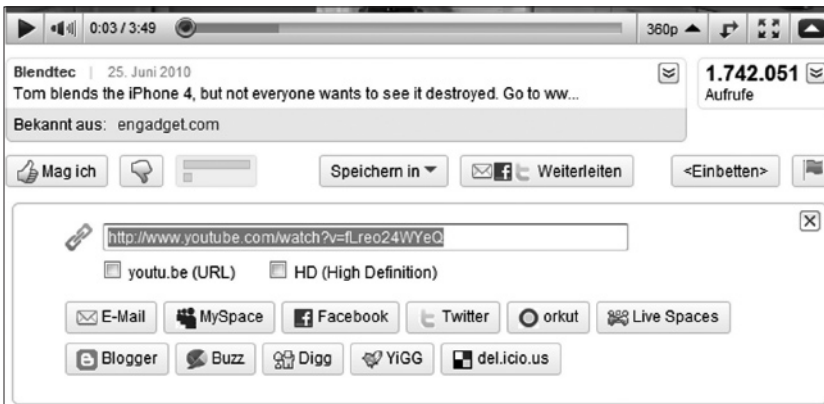 0:03 / 3:49 360p
Blendtec | 25. Juni 2010
Tom blends the iPhone 4, but not everyone wants to see it destroyed. Go to ww...
1.742.051
Aufrufe
Bekannt aus: engadget.com
Mag ich Speichern in Weiterleiten <Einbetten>
http://www.youtube.com/watch?v=fLreo24WYeQ
youtu.be (URL) HD (High Definition)
E-Mail MySpace Facebook Twitter orkut Live Spaces
Blogger Buzz Digg YiGG del.icio.us